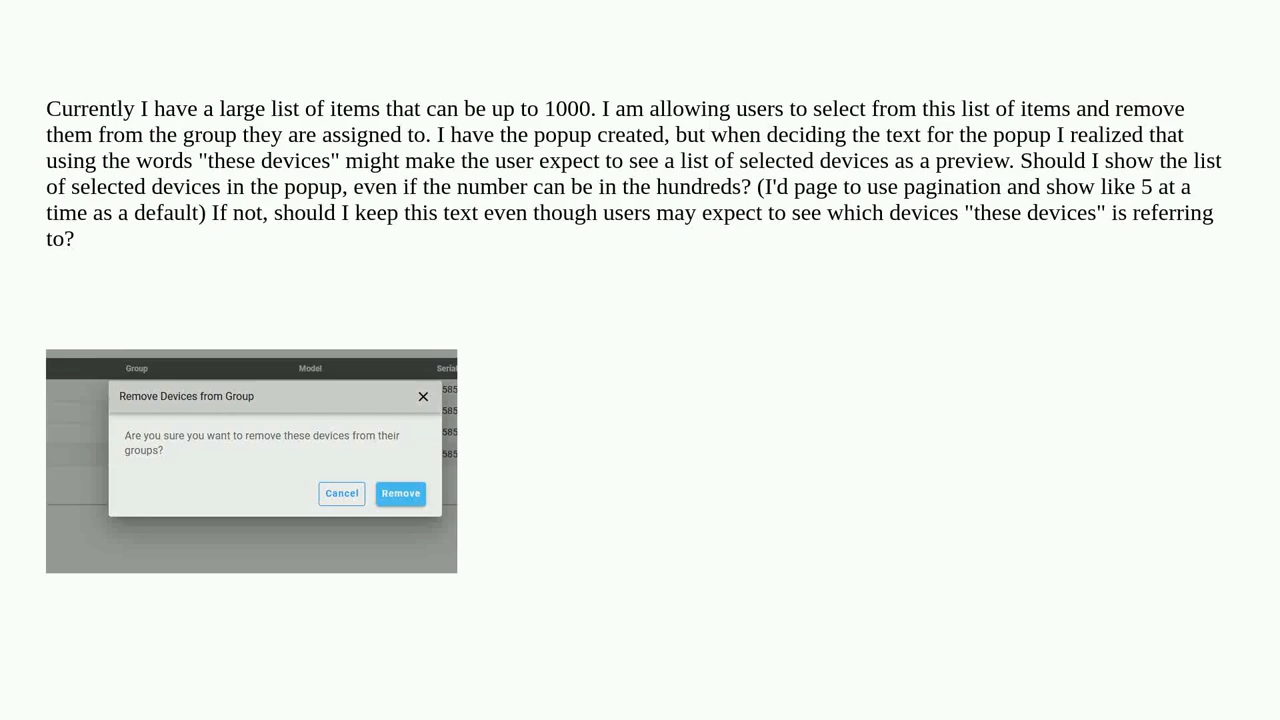 Currently I have a large list of items that can be up to 1000. I am allowing users to select from this list of items and remove
them from the group they are assigned to. I have the popup created, but when deciding the text for the popup I realized that
using the words "these devices" might make the user expect to see a list of selected devices as a preview. Should I show the list
of selected devices in the popup, even if the number can be in the hundreds? (I'd page to use pagination and show like 5 at a
time as a default) If not, should I keep this text even though users may expect to see which devices "these devices" is referring
to?
Group Model Serial
Remove Devices from Group
585
585
Are you sure you want to remove these devices from their
585
groups?
585
Cancel Remove